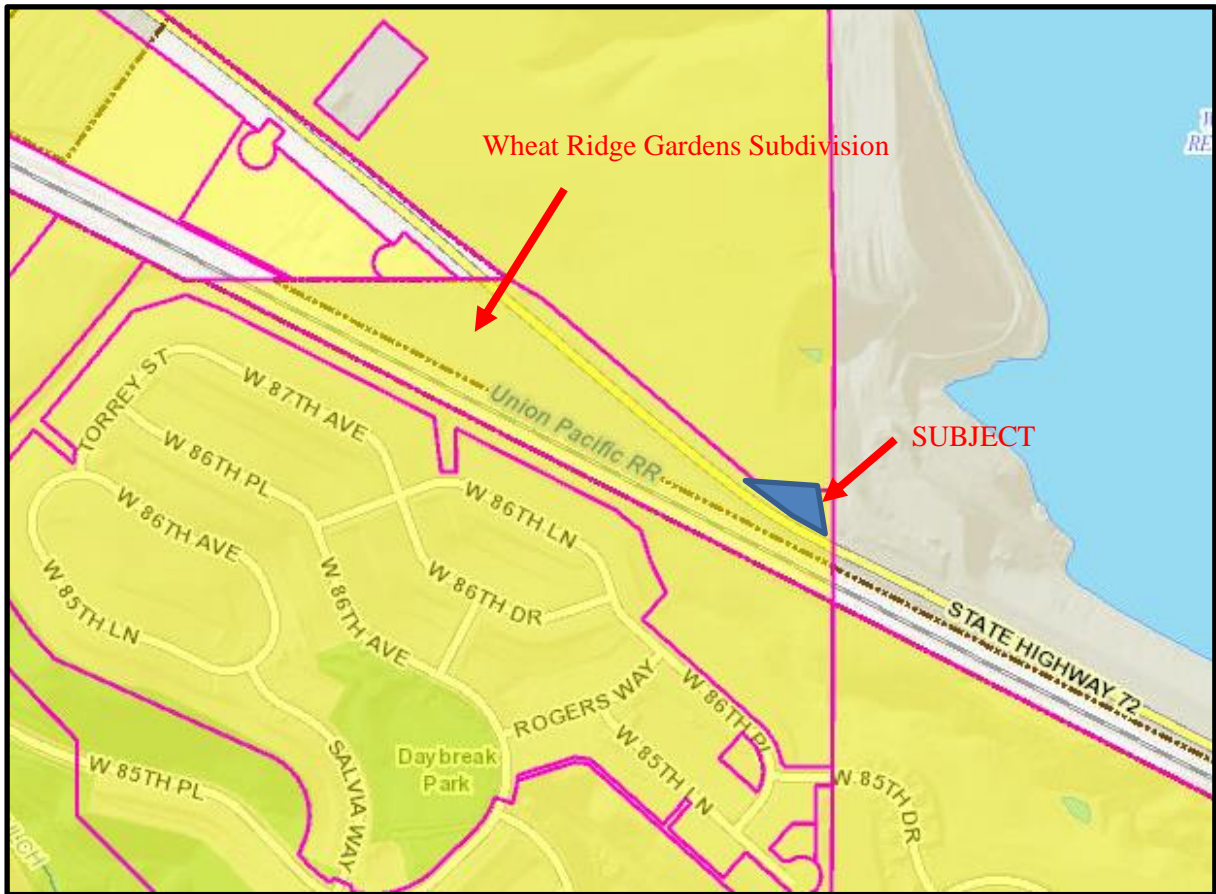 Wheat Ridge Gardens Subdivision
SUBJECT
Union Pacific RR
STATE HIGHWAY 72
TORREY ST
W 87TH AVE
W 86TH PL
W 86TH AVE
W 86TH LN
W 86TH DR
W 85TH LN
W 86TH AVE
ROGERS WAY
W 86TH PL
W 85TH LN
W 85TH DR
Daybreak
Park
SALVIA WAY
W 85TH PL